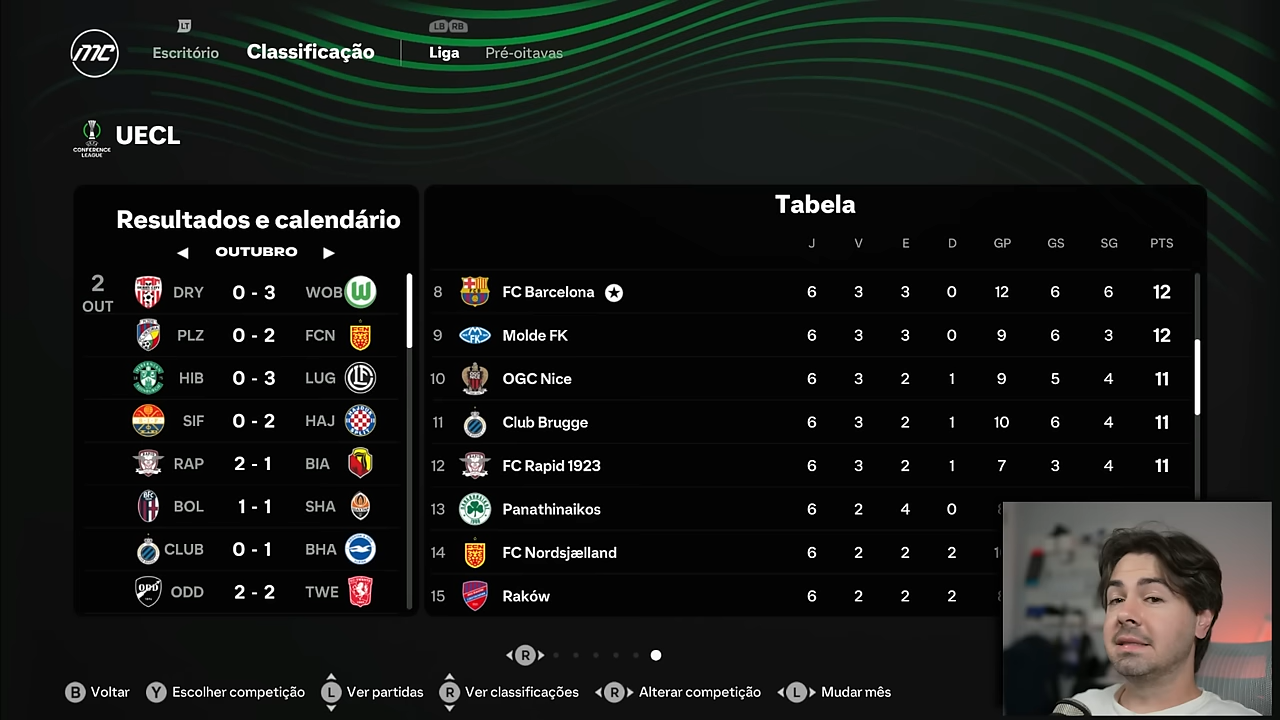 LT
LB RB
MC Escritório Classificação Liga Pré-oitavas
CONFERENCE
LEAGUE
UECL
Resultados e calendário
OUTUBRO
2
OUT
DRY 0 - 3 WOB
PLZ 0 - 2 FCN
HIB 0 - 3 LUG
SIF 0 - 2 HAJ
RAP 2 - 1 BIA
BOL 1 - 1 SHA
CLUB 0 - 1 BHA
ODD 2 - 2 TWE
Tabela
J V E D GP GS SG PTS
8 FC Barcelona 6 3 3 0 12 6 6 12
9 Molde FK 6 3 3 0 9 6 3 12
10 OGC Nice 6 3 2 1 9 5 4 11
11 Club Brugge 6 3 2 1 10 6 4 11
12 FC Rapid 1923 6 3 2 1 7 3 4 11
13 Panathinaikos 6 2 4 0
14 FC Nordsjælland 6 2 2 2
15 Raków 6 2 2 2
R
B Voltar Y Escolher competição L Ver partidas R Ver classificações R Alterar competição L Mudar mês